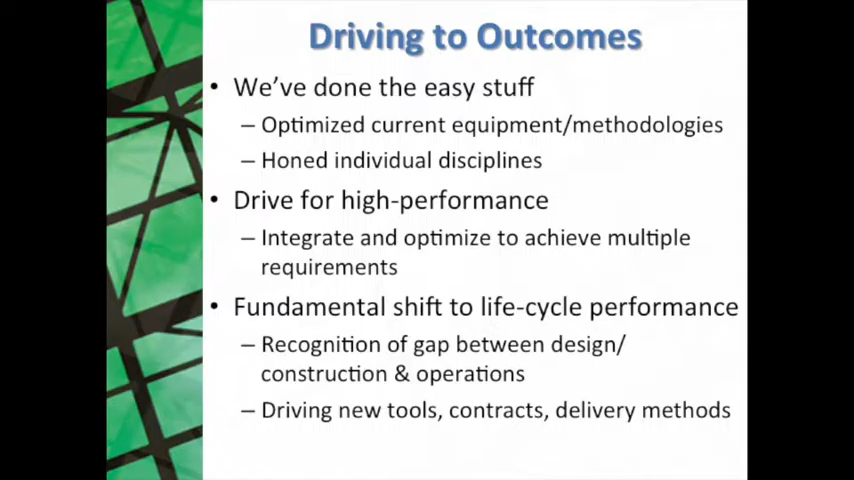 Driving to Outcomes
• We've done the easy stuff
– Optimized current equipment/methodologies
– Honed individual disciplines
• Drive for high-performance
– Integrate and optimize to achieve multiple
requirements
• Fundamental shift to life-cycle performance
– Recognition of gap between design/
construction & operations
– Driving new tools, contracts, delivery methods